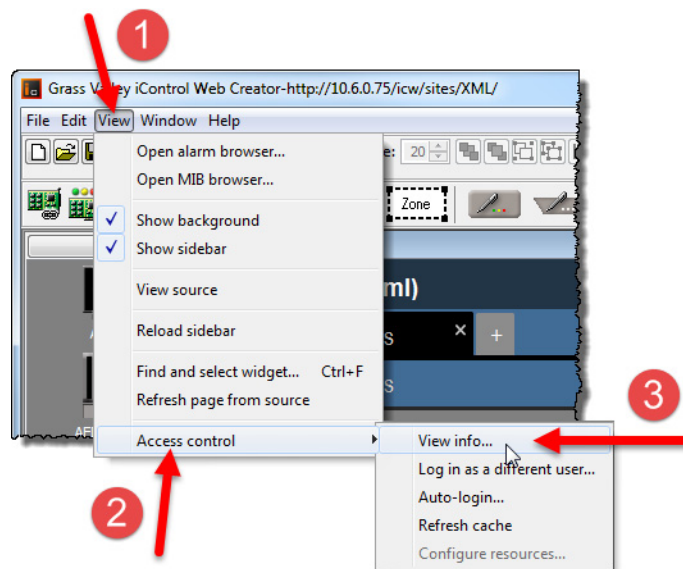 1
Grass Valley iControl Web Creator-http://10.6.0.75/icw/sites/XML/
File Edit View Window Help
Open alarm browser...
e: 20
Open MIB browser...
Zone
Show background
Show sidebar
View source
ml)
Reload sidebar
s × +
Find and select widget... Ctrl+F
s
Refresh page from source
3
Access control
View info...
Log in as a different user...
2
Auto-login...
Refresh cache
Configure resources...